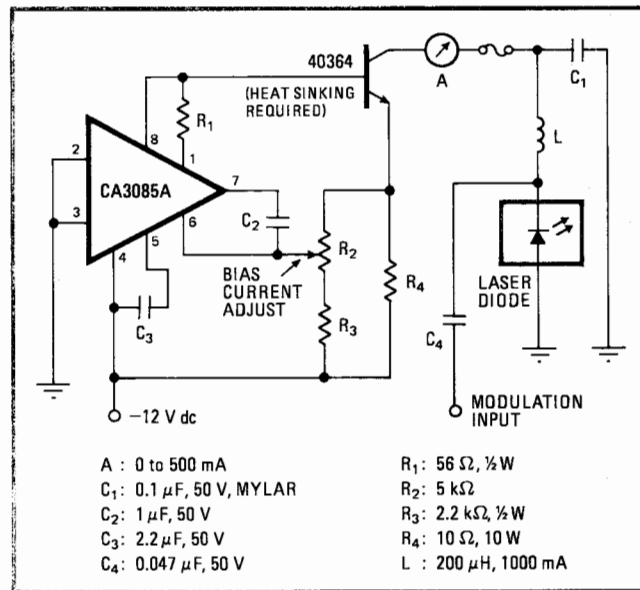 40364
(HEAT SINKING
REQUIRED)
A
C₁
R₁
8
1
2
3
CA3085A
7
6
4
5
C₂
C₃
R₂
BIAS
CURRENT
ADJUST
R₃
R₄
L
LASER
DIODE
C₄
−12 V dc
MODULATION
INPUT
A : 0 to 500 mA
C₁: 0.1 μF, 50 V, MYLAR
C₂: 1 μF, 50 V
C₃: 2.2 μF, 50 V
C₄: 0.047 μF, 50 V
R₁: 56 Ω, ½ W
R₂: 5 kΩ
R₃: 2.2 kΩ, ½ W
R₄: 10 Ω, 10 W
L : 200 μH, 1000 mA